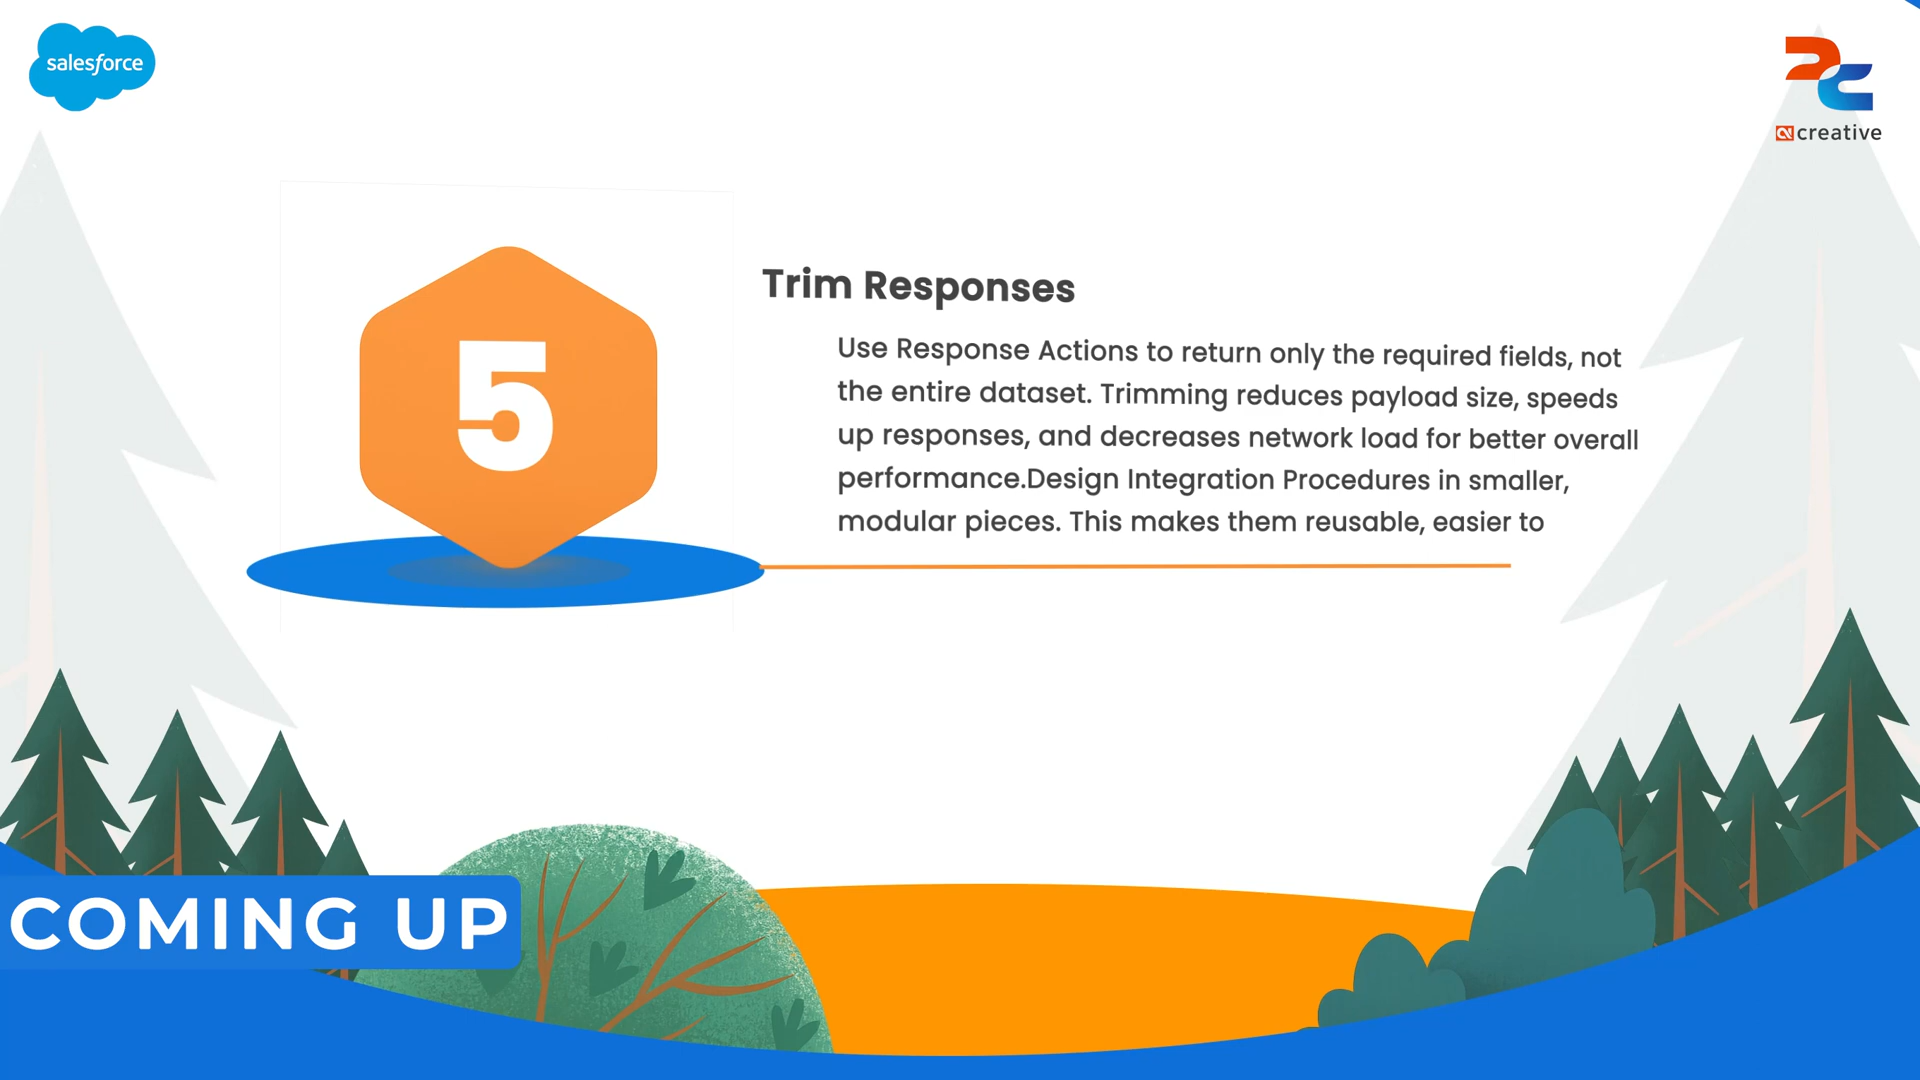 salesforce
creative
5
Trim Responses
Use Response Actions to return only the required fields, not
the entire dataset. Trimming reduces payload size, speeds
up responses, and decreases network load for better overall
performance.Design Integration Procedures in smaller,
modular pieces. This makes them reusable, easier to
COMING UP